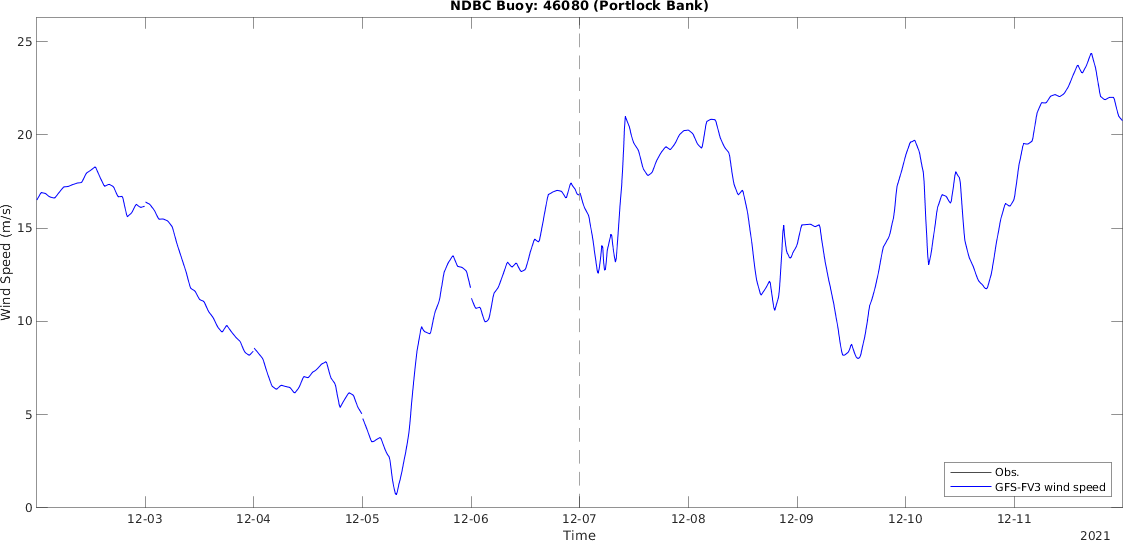 NDBC Buoy: 46080 (Portlock Bank)
Wind Speed (m/s)
25
20
15
10
5
0
12-03 12-04 12-05 12-06 12-07 12-08 12-09 12-10 12-11
Time
2021
Obs.
GFS-FV3 wind speed